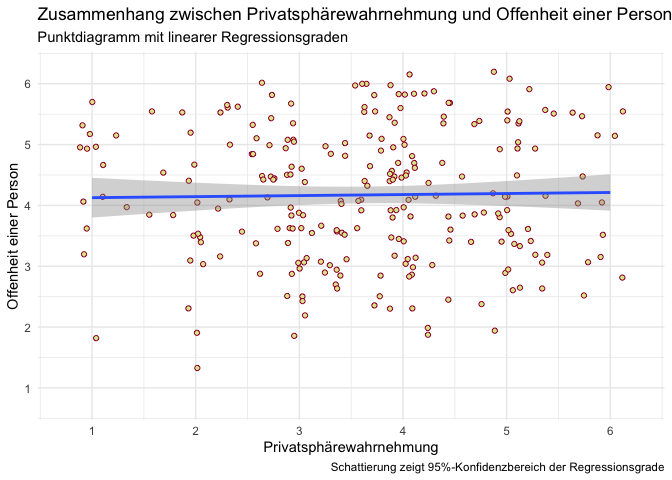 Zusammenhang zwischen Privatsphärewahrnehmung und Offenheit einer Person
Punktdiagramm mit linearer Regressionsgraden
Offenheit einer Person
6
5
4
3
2
1
1 2 3 4 5 6
Privatsphärewahrnehmung
Schattierung zeigt 95%-Konfidenzbereich der Regressionsgrade